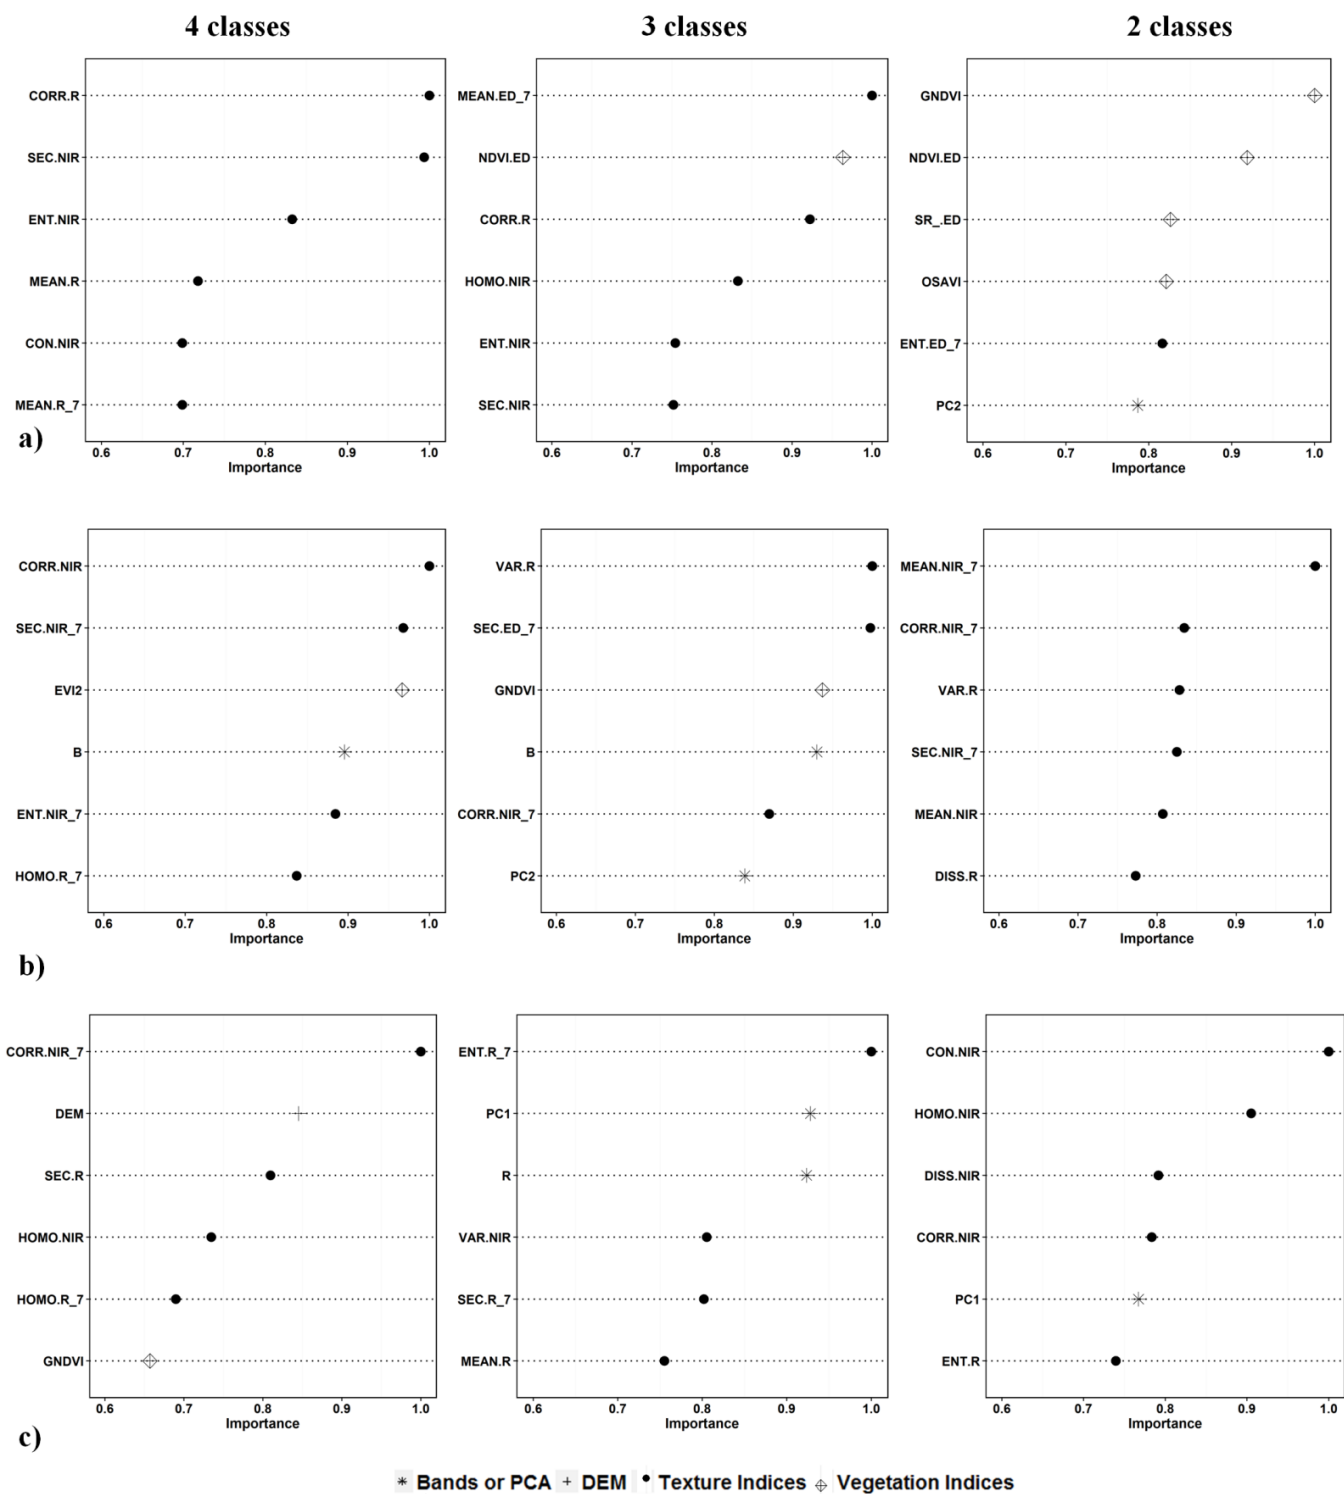 4 classes 3 classes 2 classes
CORR.R
SEC.NIR
ENT.NIR
MEAN.R
CON.NIR
MEAN.R_7
0.6 0.7 0.8 0.9 1.0
Importance
MEAN.ED_7
NDVI.ED
CORR.R
HOMO.NIR
ENT.NIR
SEC.NIR
0.6 0.7 0.8 0.9 1.0
Importance
GNDVI
NDVI.ED
SR_.ED
OSAVI
ENT.ED_7
PC2
0.6 0.7 0.8 0.9 1.0
Importance
a)
CORR.NIR
SEC.NIR_7
EVI2
B
ENT.NIR_7
HOMO.R_7
0.6 0.7 0.8 0.9 1.0
Importance
VAR.R
SEC.ED_7
GNDVI
B
CORR.NIR_7
PC2
0.6 0.7 0.8 0.9 1.0
Importance
MEAN.NIR_7
CORR.NIR_7
VAR.R
SEC.NIR_7
MEAN.NIR
DISS.R
0.6 0.7 0.8 0.9 1.0
Importance
b)
CORR.NIR_7
DEM
SEC.R
HOMO.NIR
HOMO.R_7
GNDVI
0.6 0.7 0.8 0.9 1.0
Importance
ENT.R_7
PC1
R
VAR.NIR
SEC.R_7
MEAN.R
0.6 0.7 0.8 0.9 1.0
Importance
CON.NIR
HOMO.NIR
DISS.NIR
CORR.NIR
PC1
ENT.R
0.6 0.7 0.8 0.9 1.0
Importance
c)
Bands or PCA DEM Texture Indices Vegetation Indices